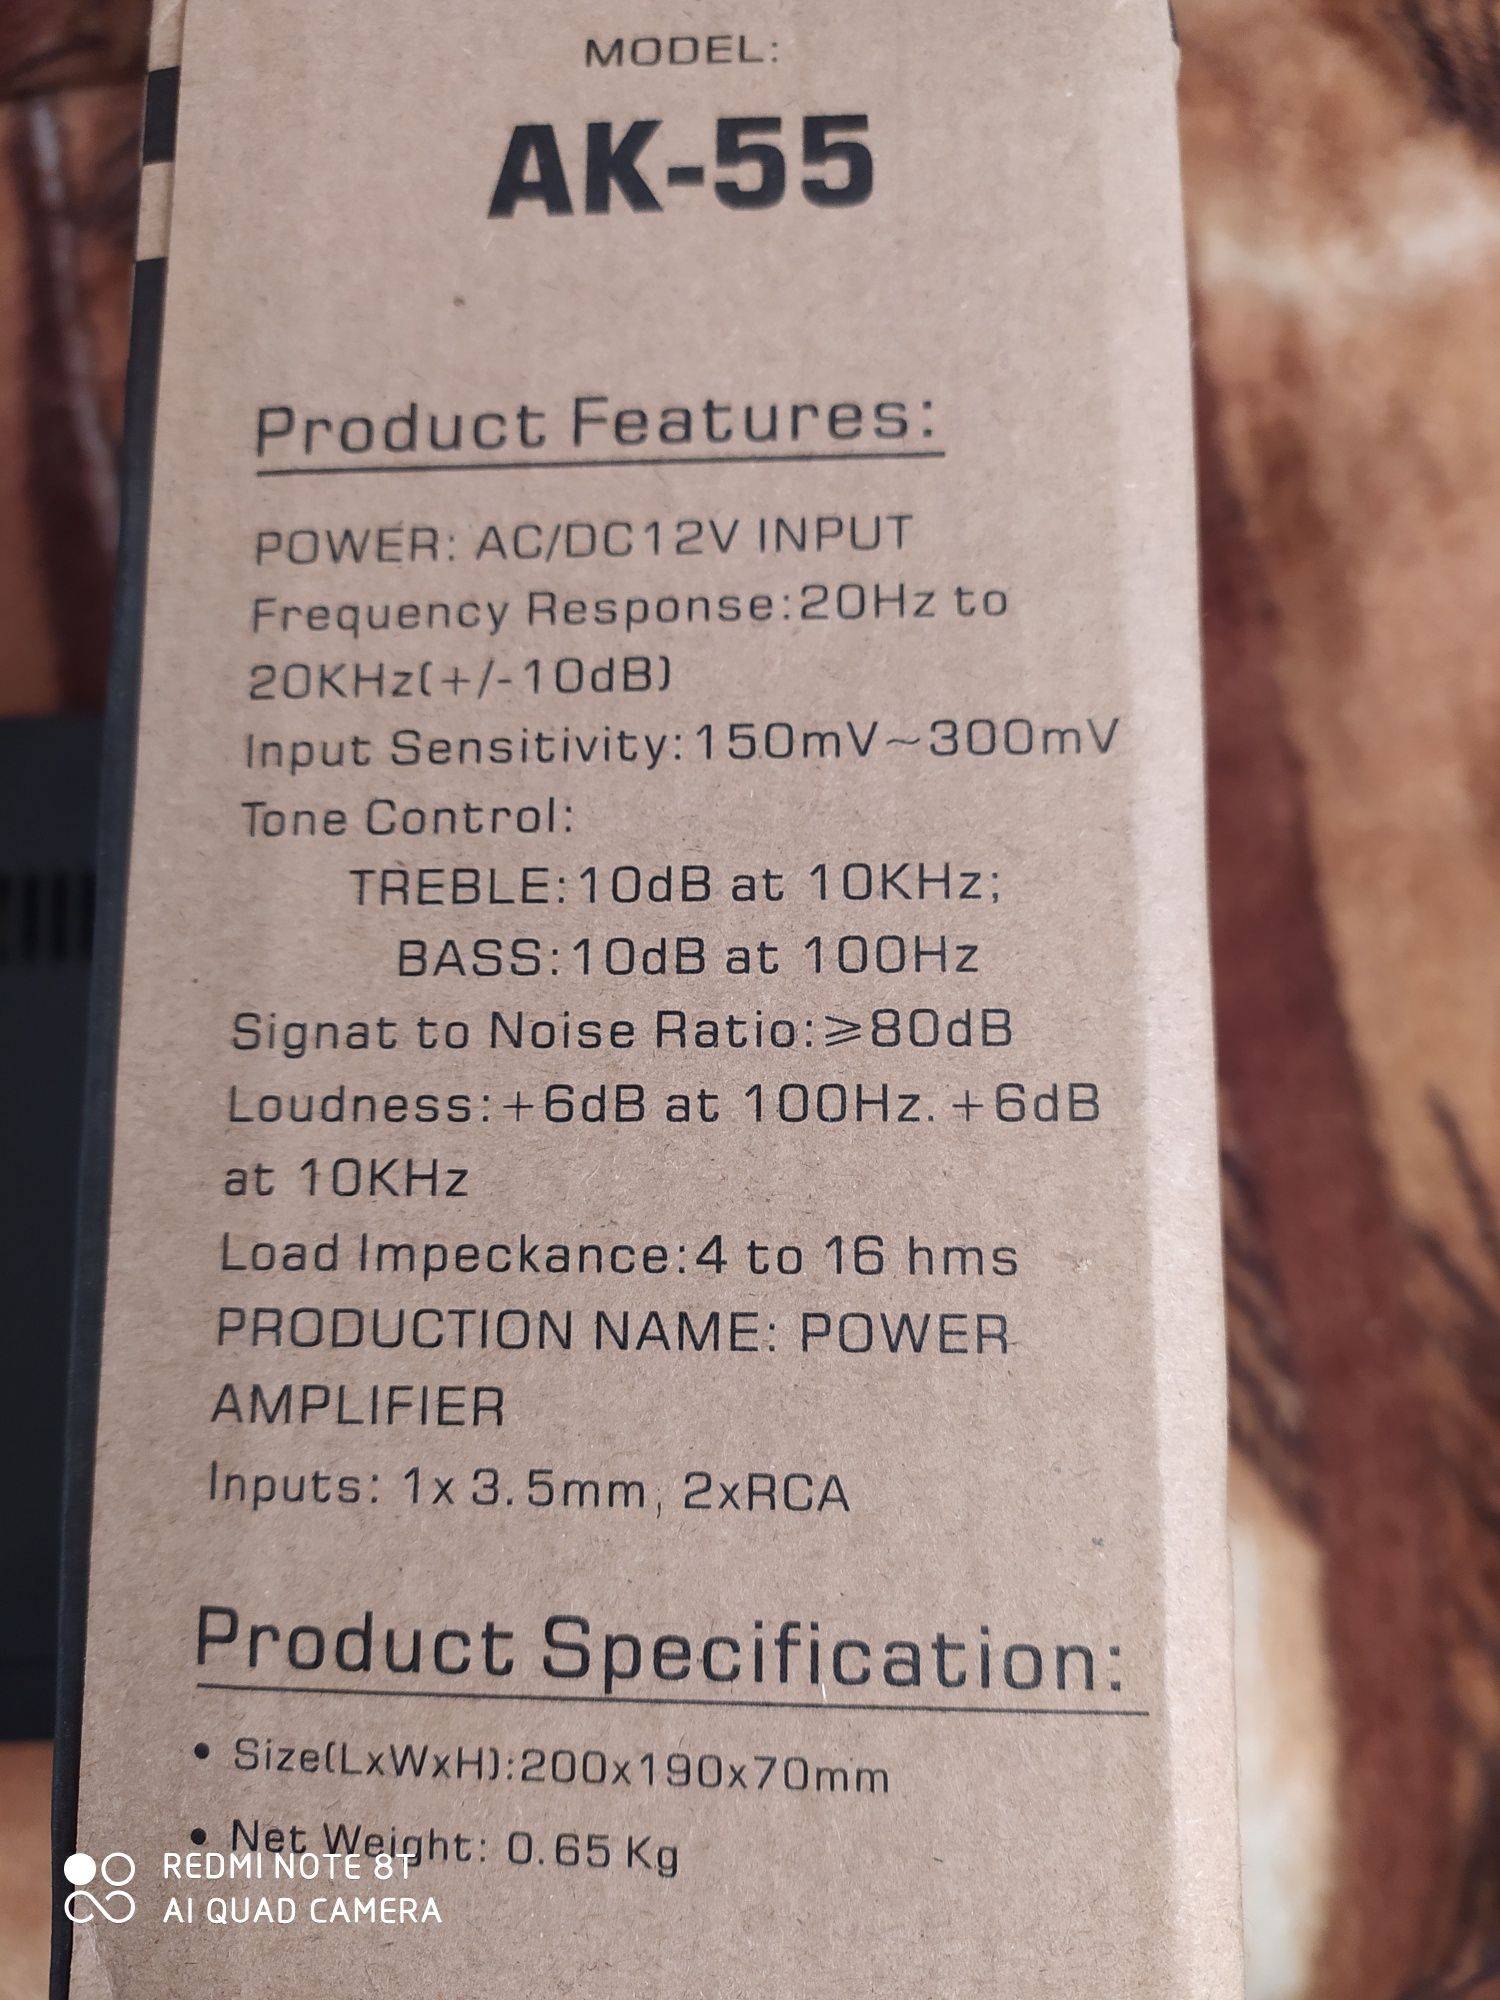 MODEL:
AK-55
Product Features:
POWER: AC/DC12V INPUT
Frequency Response:20Hz to
20KHz(+/-10dB)
Input Sensitivity:150mV~300mV
Tone Control:
TREBLE:10dB at 10KHz;
BASS:10dB at 100Hz
Signat to Noise Ratio:⩾80dB
Loudness:+6dB at 100Hz. +6dB
at 10KHz
Load Impeckance:4 to 16 hms
PRODUCTION NAME: POWER
AMPLIFIER
Inputs: 1x 3.5mm, 2xRCA
Product Specification:
• Size(LxWxH):200x190x70mm
• Net Weight: 0.65 Kg
REDMI NOTE 8T
AI QUAD CAMERA